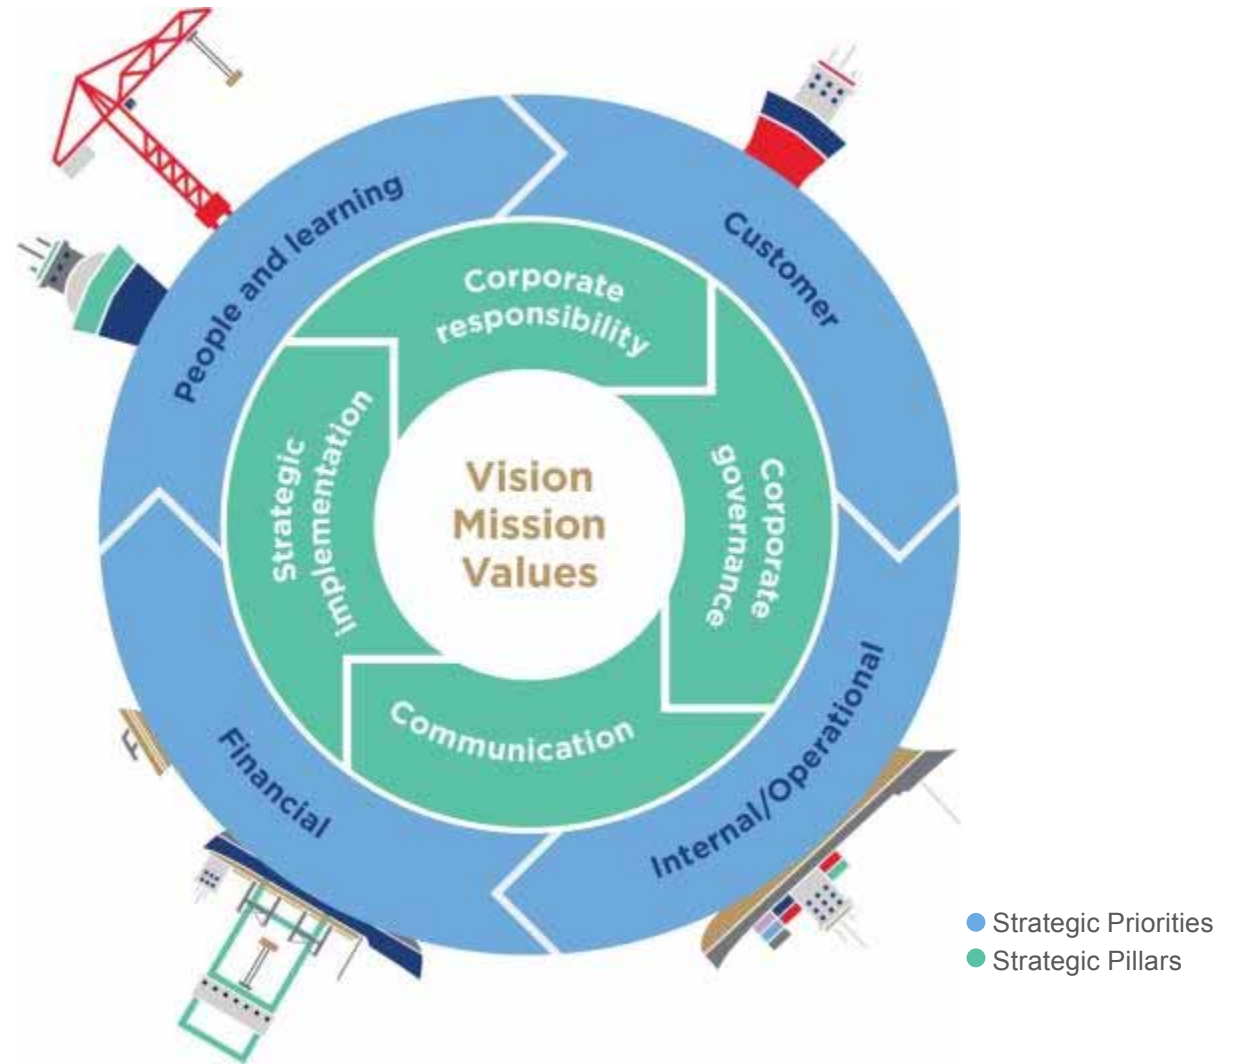 People and learning
Customer
Corporate
responsibility
Strategic
implementation
Vision
Mission
Values
Corporate
governance
Communication
Financial
Internal/Operational
Strategic Priorities
Strategic Pillars